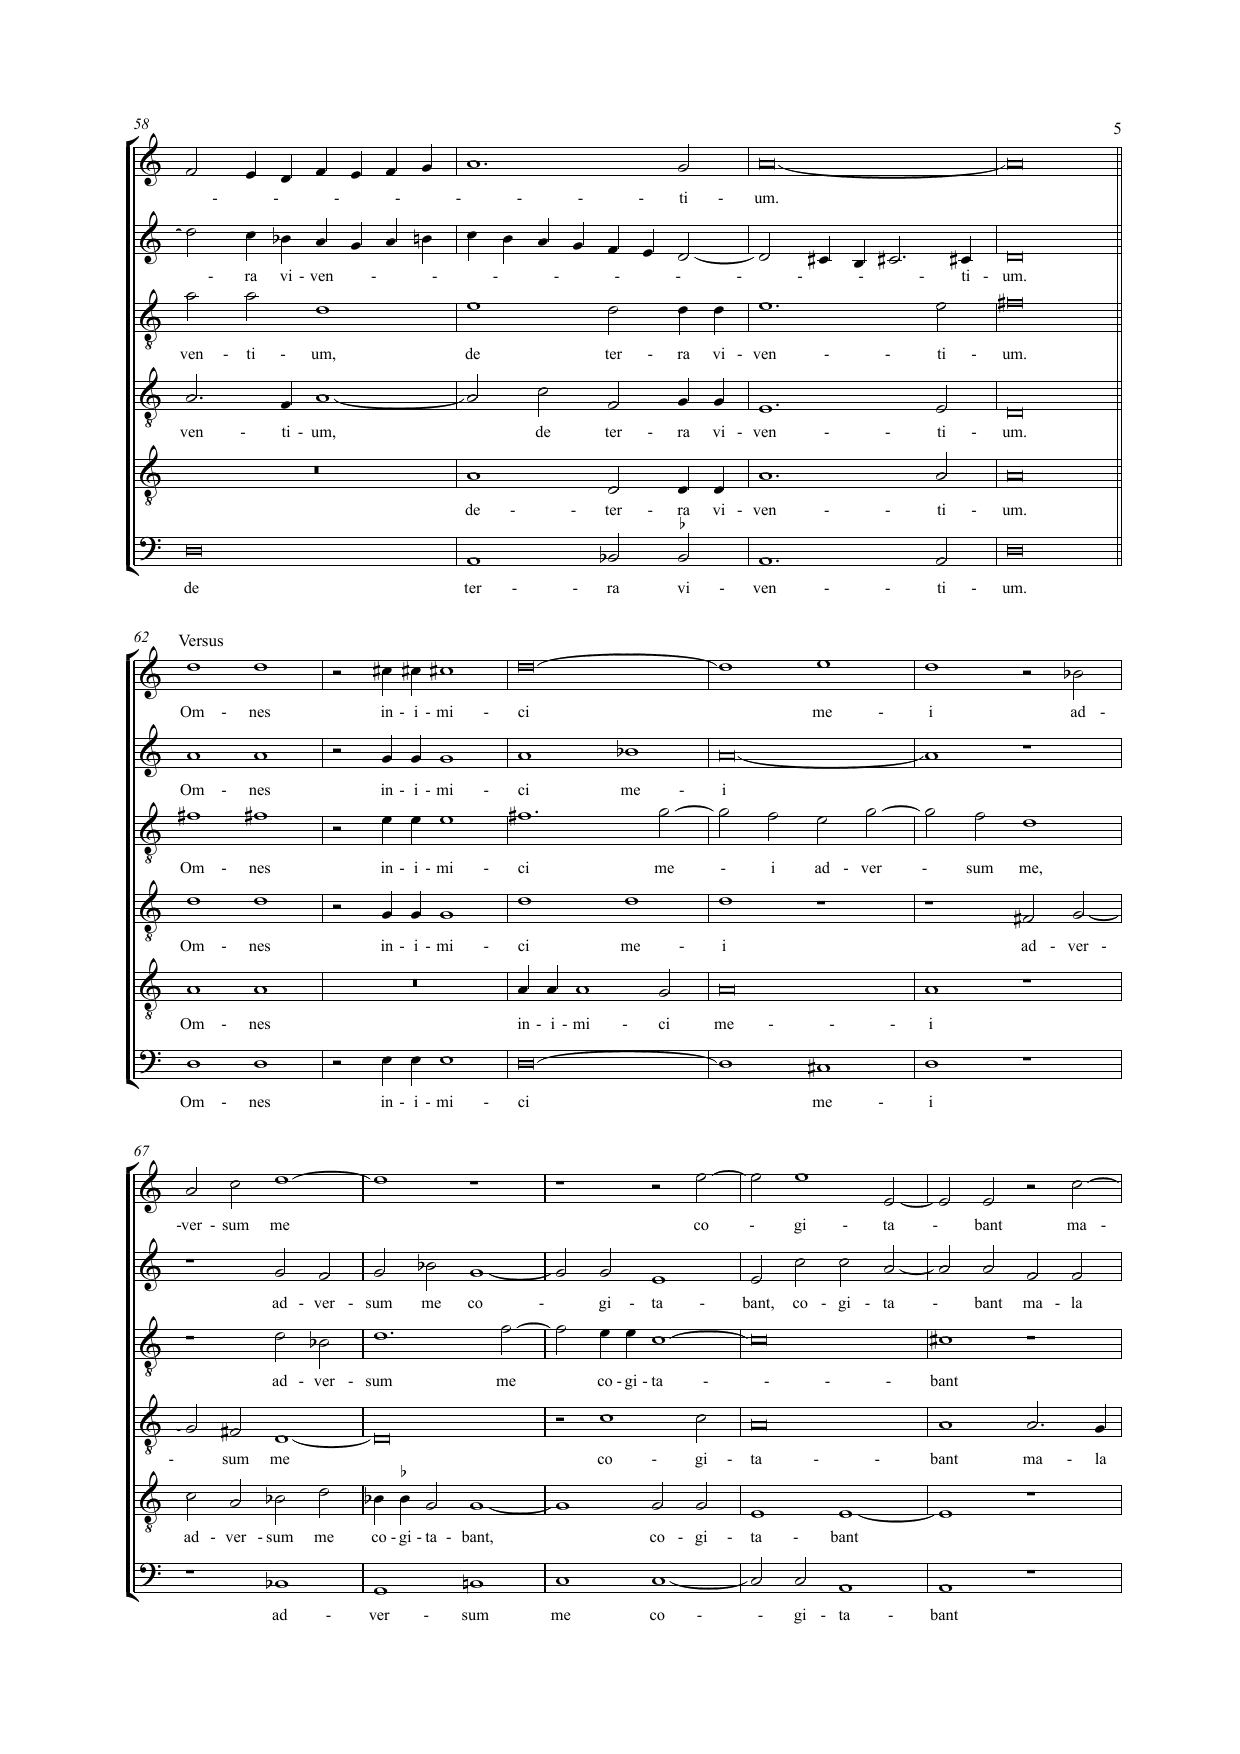 58
5
- - - - - - - ti - um.
- ra vi - ven - - - - - - - - - - ti - um.
ven - ti - um, de ter - ra vi - ven - - ti - um.
ven - ti - um, de ter - ra vi - ven - - ti - um.
de - - ter - ra vi - ven - - ti - um.
de ter - - ra vi - ven - - ti - um.
62 Versus
Om - nes in - i - mi - ci me - i ad -
Om - nes in - i - mi - ci me - i
Om - nes in - i - mi - ci me - i ad - ver - sum me,
Om - nes in - i - mi - ci me - i ad - ver -
Om - nes in - i - mi - ci me - - - i
Om - nes in - i - mi - ci me - i
67
-ver - sum me co - gi - ta - bant ma -
ad - ver - sum me co - gi - ta - bant, co - gi - ta - bant ma - la
ad - ver - sum me co - gi - ta - - - - bant
- sum me co - gi - ta - - bant ma - la
ad - ver - sum me co - gi - ta - bant, co - gi - ta - bant
ad - ver - sum me co - - gi - ta - bant